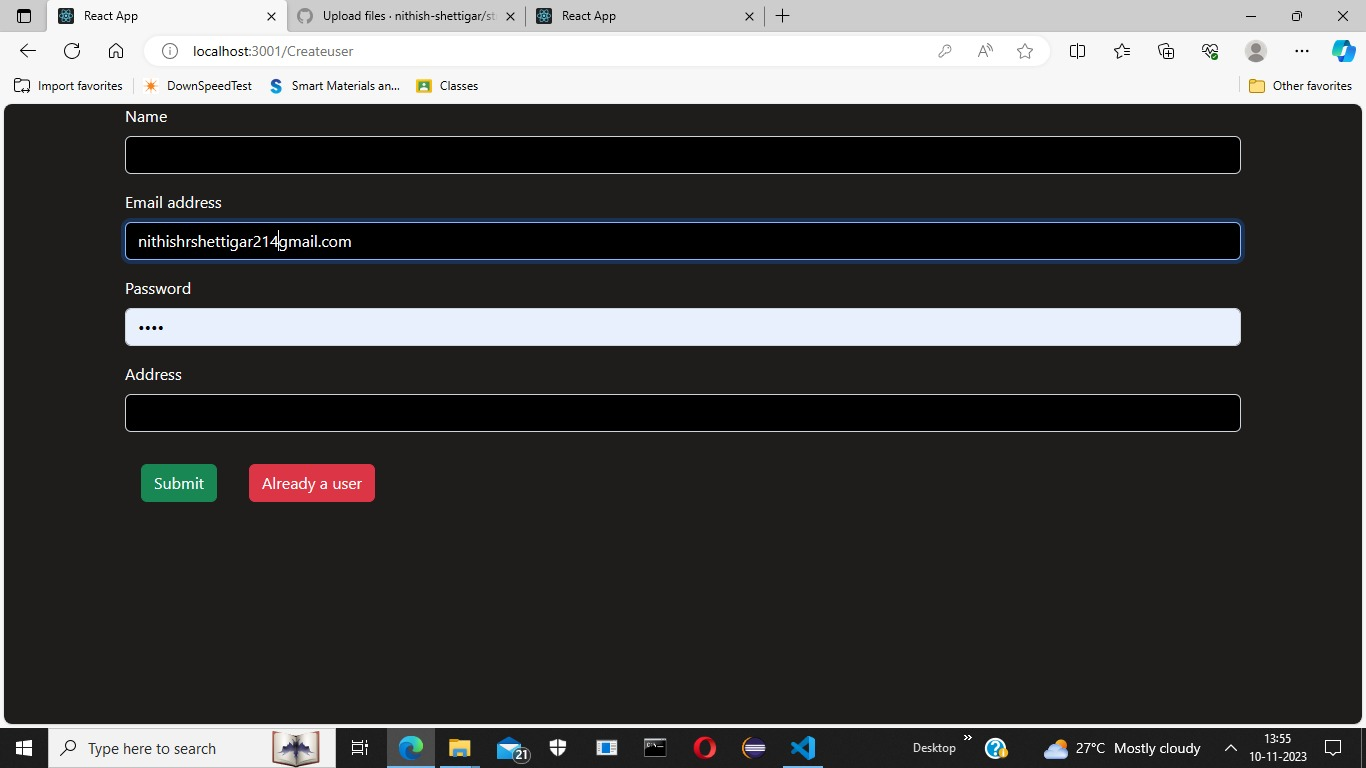 React App
Upload files · nithish-shettigar/st
React App
localhost:3001/Createuser
Import favorites
DownSpeedTest
Smart Materials an...
Classes
Other favorites
Name
Email address
nithishrshettigar214gmail.com
Password
••••
Address
Submit
Already a user
Type here to search
21
Desktop
27°C Mostly cloudy
13:55
10-11-2023